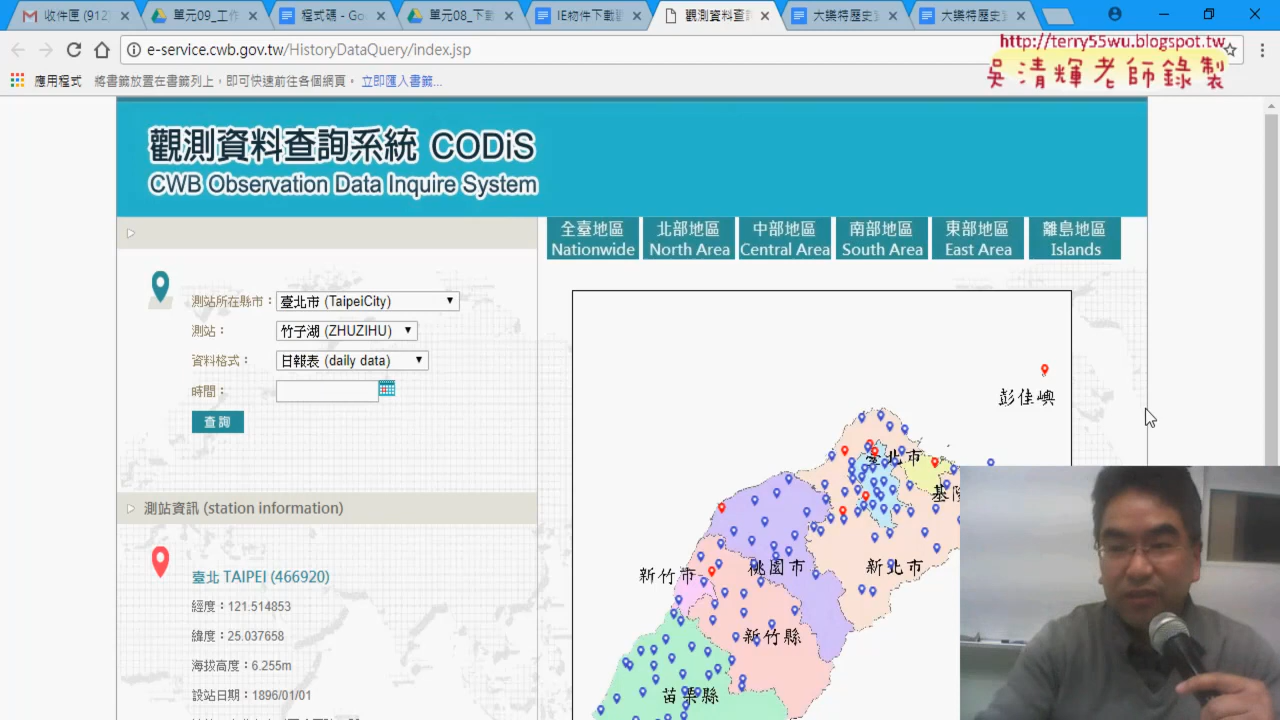 收件匣 (912
單元09_工作
程式碼 - Go
單元08_下載
IE物件下載觀
觀測資料查詢
大樂特歷史
大樂特歷史
e-service.cwb.gov.tw/HistoryDataQuery/index.jsp
http://terry55wu.blogspot.tw
吳清輝老師錄製
應用程式 將書籤放置在書籤列上，即可快速前往各個網頁。 立即匯入書籤...
觀測資料查詢系統 CODiS
CWB Observation Data Inquire System
全臺地區 北部地區 中部地區 南部地區 東部地區 離島地區
Nationwide North Area Central Area South Area East Area Islands
測站所在縣市： 臺北市 (TaipeiCity)
測站： 竹子湖 (ZHUZIHU)
資料格式： 日報表 (daily data)
時間：
查 詢
測站資訊 (station information)
臺北 TAIPEI (466920)
經度：121.514853
緯度：25.037658
海拔高度：6.255m
設站日期：1896/01/01
彭佳嶼
臺北市
基
新北市
桃園市
新竹市
新竹縣
苗栗縣